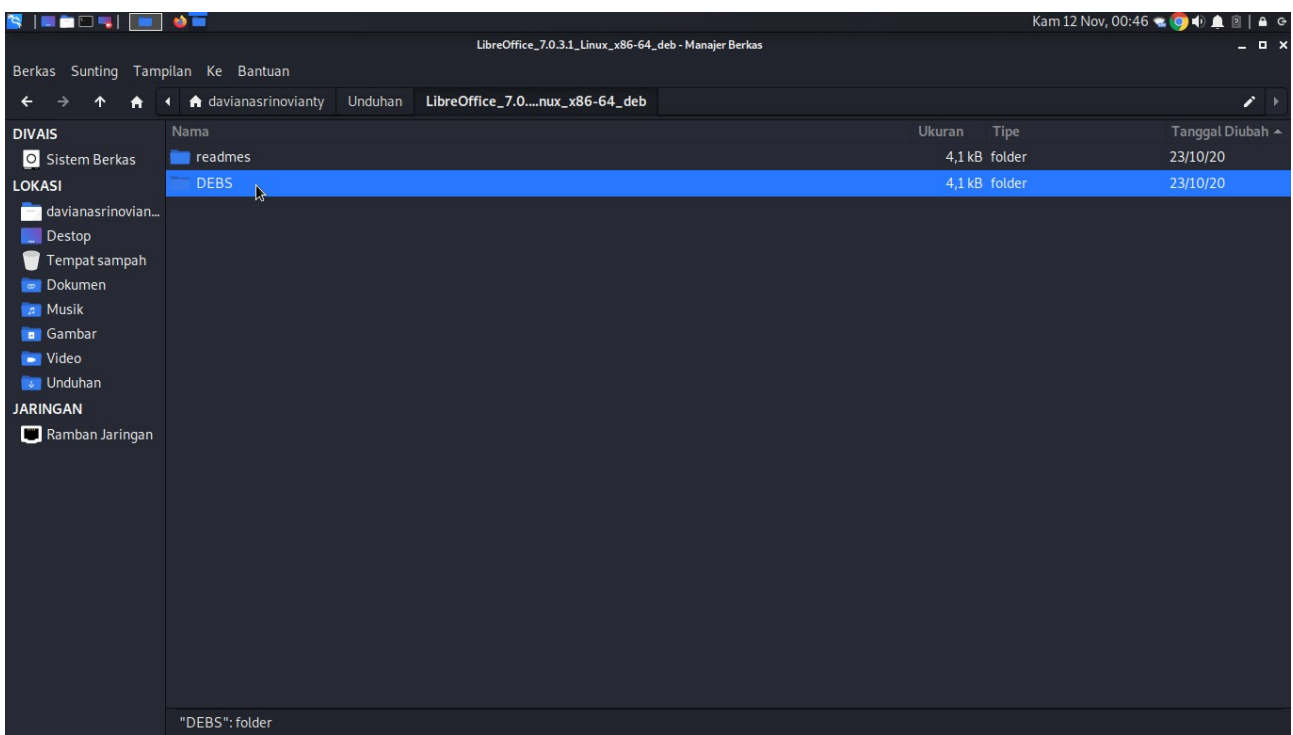 Kam 12 Nov, 00:46
LibreOffice_7.0.3.1_Linux_x86-64_deb - Manajer Berkas
Berkas Sunting Tampilan Ke Bantuan
davianasrinovianty Unduhan LibreOffice_7.0....nux_x86-64_deb
DIVAIS
Sistem Berkas
LOKASI
davianasrinovian...
Destop
Tempat sampah
Dokumen
Musik
Gambar
Video
Unduhan
JARINGAN
Ramban Jaringan
Nama Ukuran Tipe Tanggal Diubah
readmes 4,1 kB folder 23/10/20
DEBS 4,1 kB folder 23/10/20
"DEBS": folder